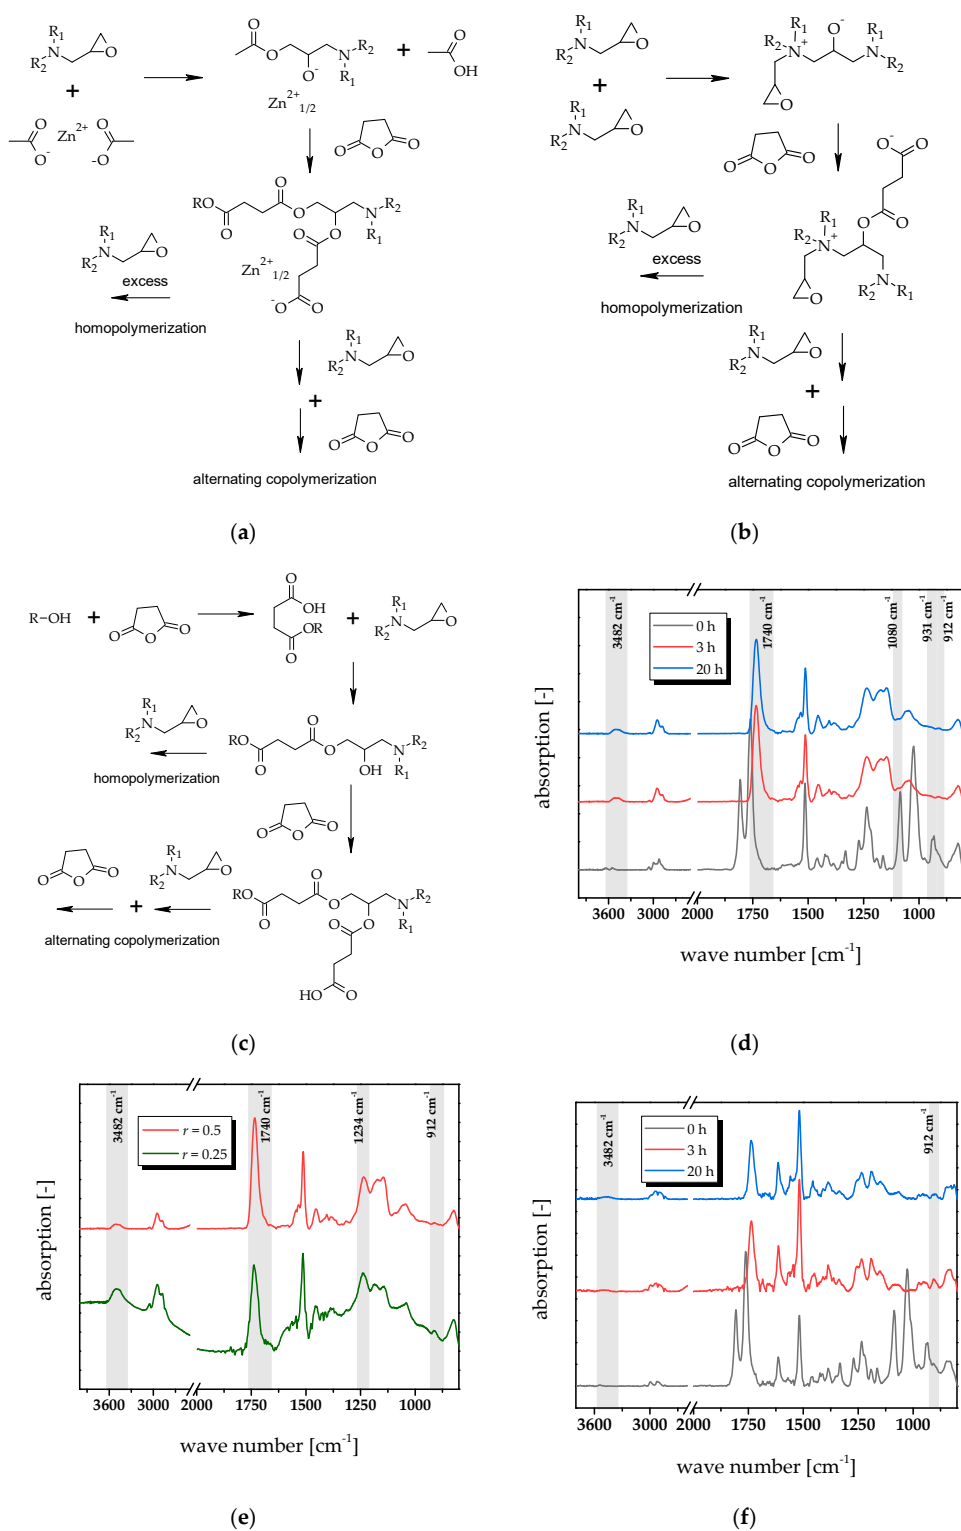 R1
N
R2
O
+
O
O-
Zn2+
O
-O
O
O
O-
N
R2
R1
Zn2+1/2
+
O
OH
O
O
O
RO
O
O
O
O
O
N
R2
R1
Zn2+1/2
-O
O
R1
N
R2
O
excess
homopolymerization
R1
N
R2
O
+
O
O
O
alternating copolymerization
(a)
R1
N
R2
O
+
R1
N
R2
O
R1
R2
N+
O-
N
R1
R2
O
O
O
O
O-
O
O
O
R1
R2
N+
N
R2
R1
O
R1
N
R2
O
excess
homopolymerization
R1
N
R2
O
+
O
O
O
alternating copolymerization
(b)
R-OH
+
O
O
O
O
OH
OR
O
+
R1
N
R2
O
RO
O
O
O
OH
N
R2
R1
R1
N
R2
O
homopolymerization
O
O
O
RO
O
O
O
O
O
N
R2
R1
HO
O
O
O
O
+
R1
N
R2
O
alternating copolymerization
(c)
3482 cm-1
1740 cm-1
1080 cm-1
931 cm-1
912 cm-1
0 h
3 h
20 h
absorption [-]
3600 3000 2000 1750 1500 1250 1000
wave number [cm-1]
(d)
3482 cm-1
1740 cm-1
1234 cm-1
912 cm-1
r = 0.5
r = 0.25
absorption [-]
3600 3000 2000 1750 1500 1250 1000
wave number [cm-1]
(e)
3482 cm-1
912 cm-1
0 h
3 h
20 h
absorption [-]
3600 3000 2000 1750 1500 1250 1000
wave number [cm-1]
(f)